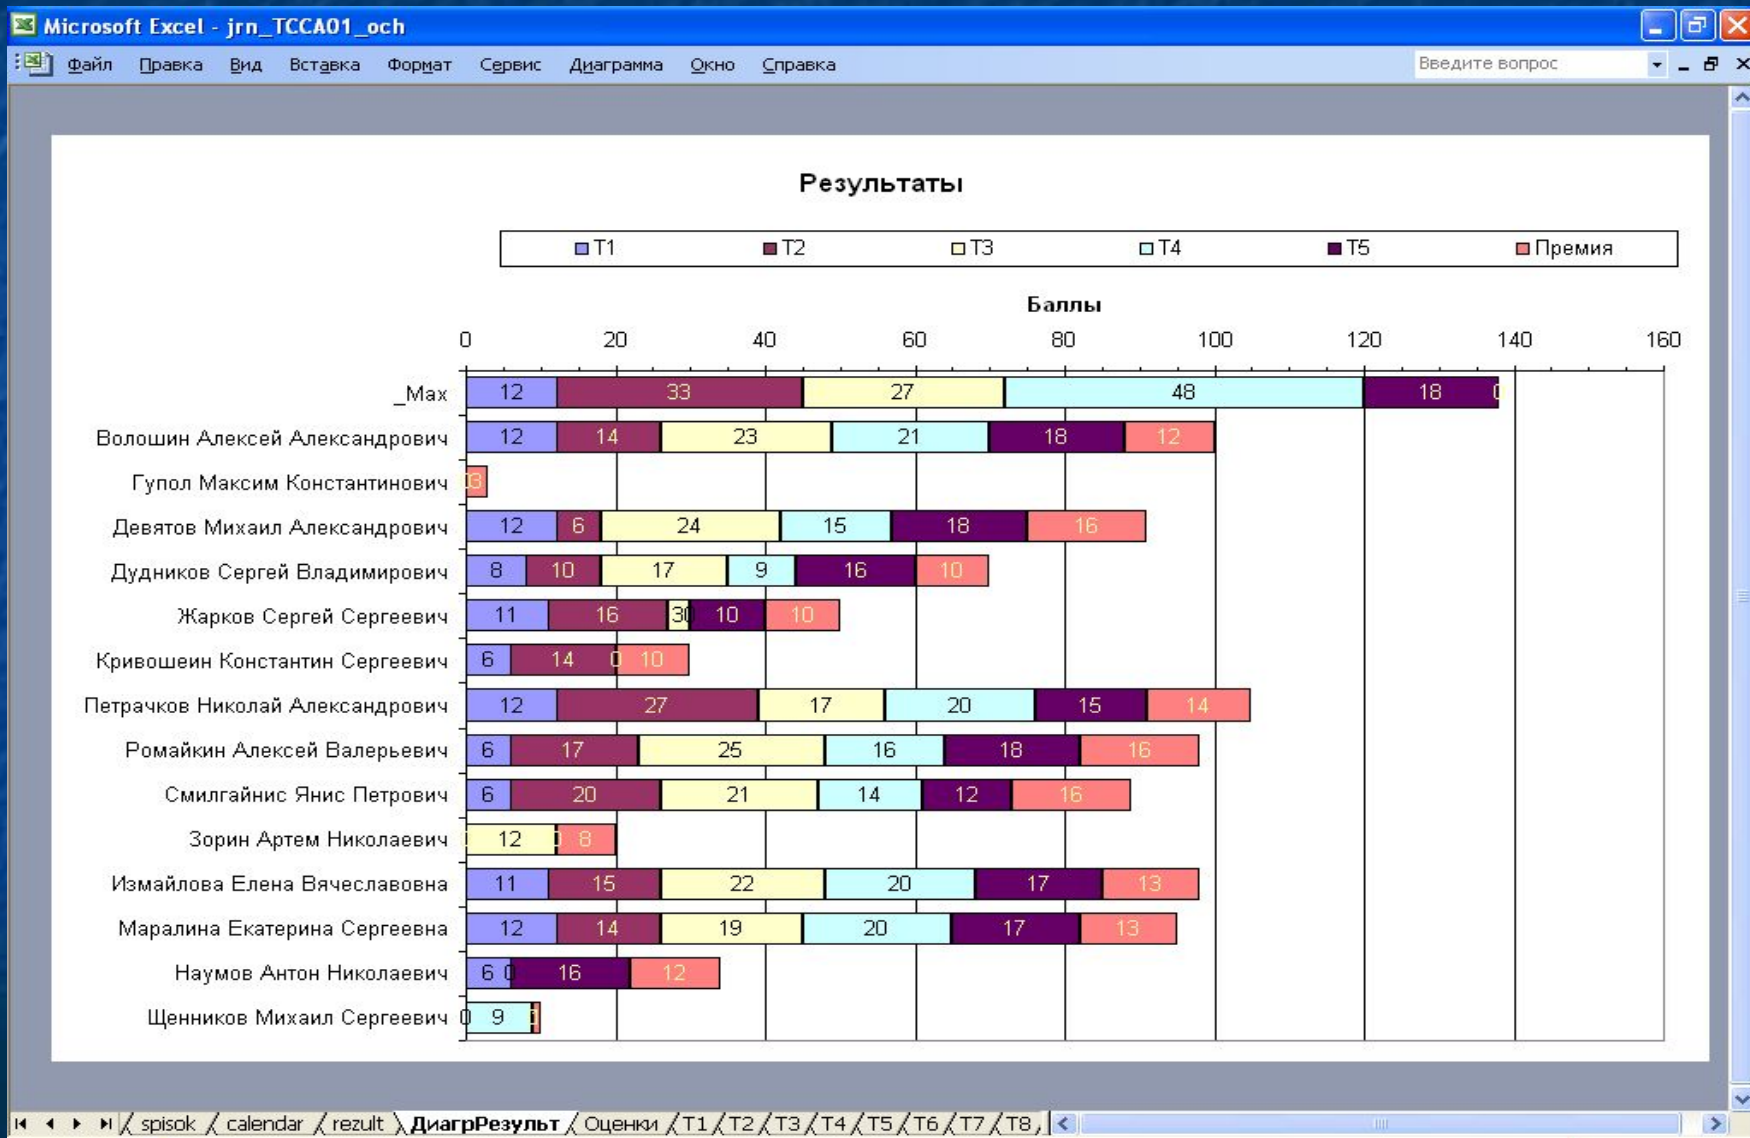 Microsoft Excel - jrn_TCCA01_och
Файл Правка Вид Вставка Формат Сервис Диаграмма Окно Справка Введите вопрос
Результаты
T1 T2 T3 T4 T5 Премия
Баллы
0 20 40 60 80 100 120 140 160
_Max 12 33 27 48 18 0
Волошин Алексей Александрович 12 14 23 21 18 12
Гупол Максим Константинович 0 3
Девятов Михаил Александрович 12 6 24 15 18 16
Дудников Сергей Владимирович 8 10 17 9 16 10
Жарков Сергей Сергеевич 11 16 3 0 10 10
Кривошеин Константин Сергеевич 6 14 0 10
Петрачков Николай Александрович 12 27 17 20 15 14
Ромайкин Алексей Валерьевич 6 17 25 16 18 16
Смилгайнис Янис Петрович 6 20 21 14 12 16
Зорин Артем Николаевич 0 12 0 8
Измайлова Елена Вячеславовна 11 15 22 20 17 13
Маралина Екатерина Сергеевна 12 14 19 20 17 13
Наумов Антон Николаевич 6 0 16 12
Щенников Михаил Сергеевич 0 9
spisok calendar rezult ДиагрРезульт Оценки T1 T2 T3 T4 T5 T6 T7 T8